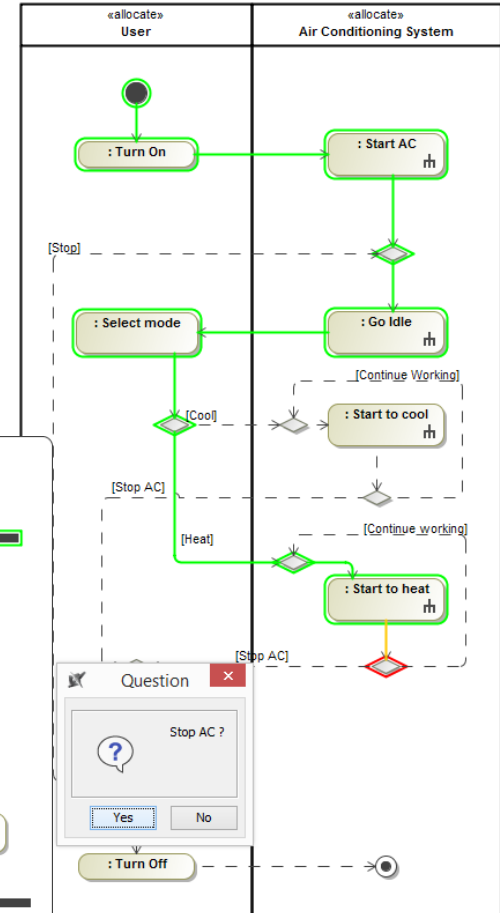 «allocate»
User
«allocate»
Air Conditioning System
: Turn On
: Start AC
[Stop]
: Select mode
: Go Idle
[Continue Working]
[Cool]
: Start to cool
[Stop AC]
[Heat]
[Continue working]
: Start to heat
[Stop AC]
Question
Stop AC ?
Yes
No
: Turn Off